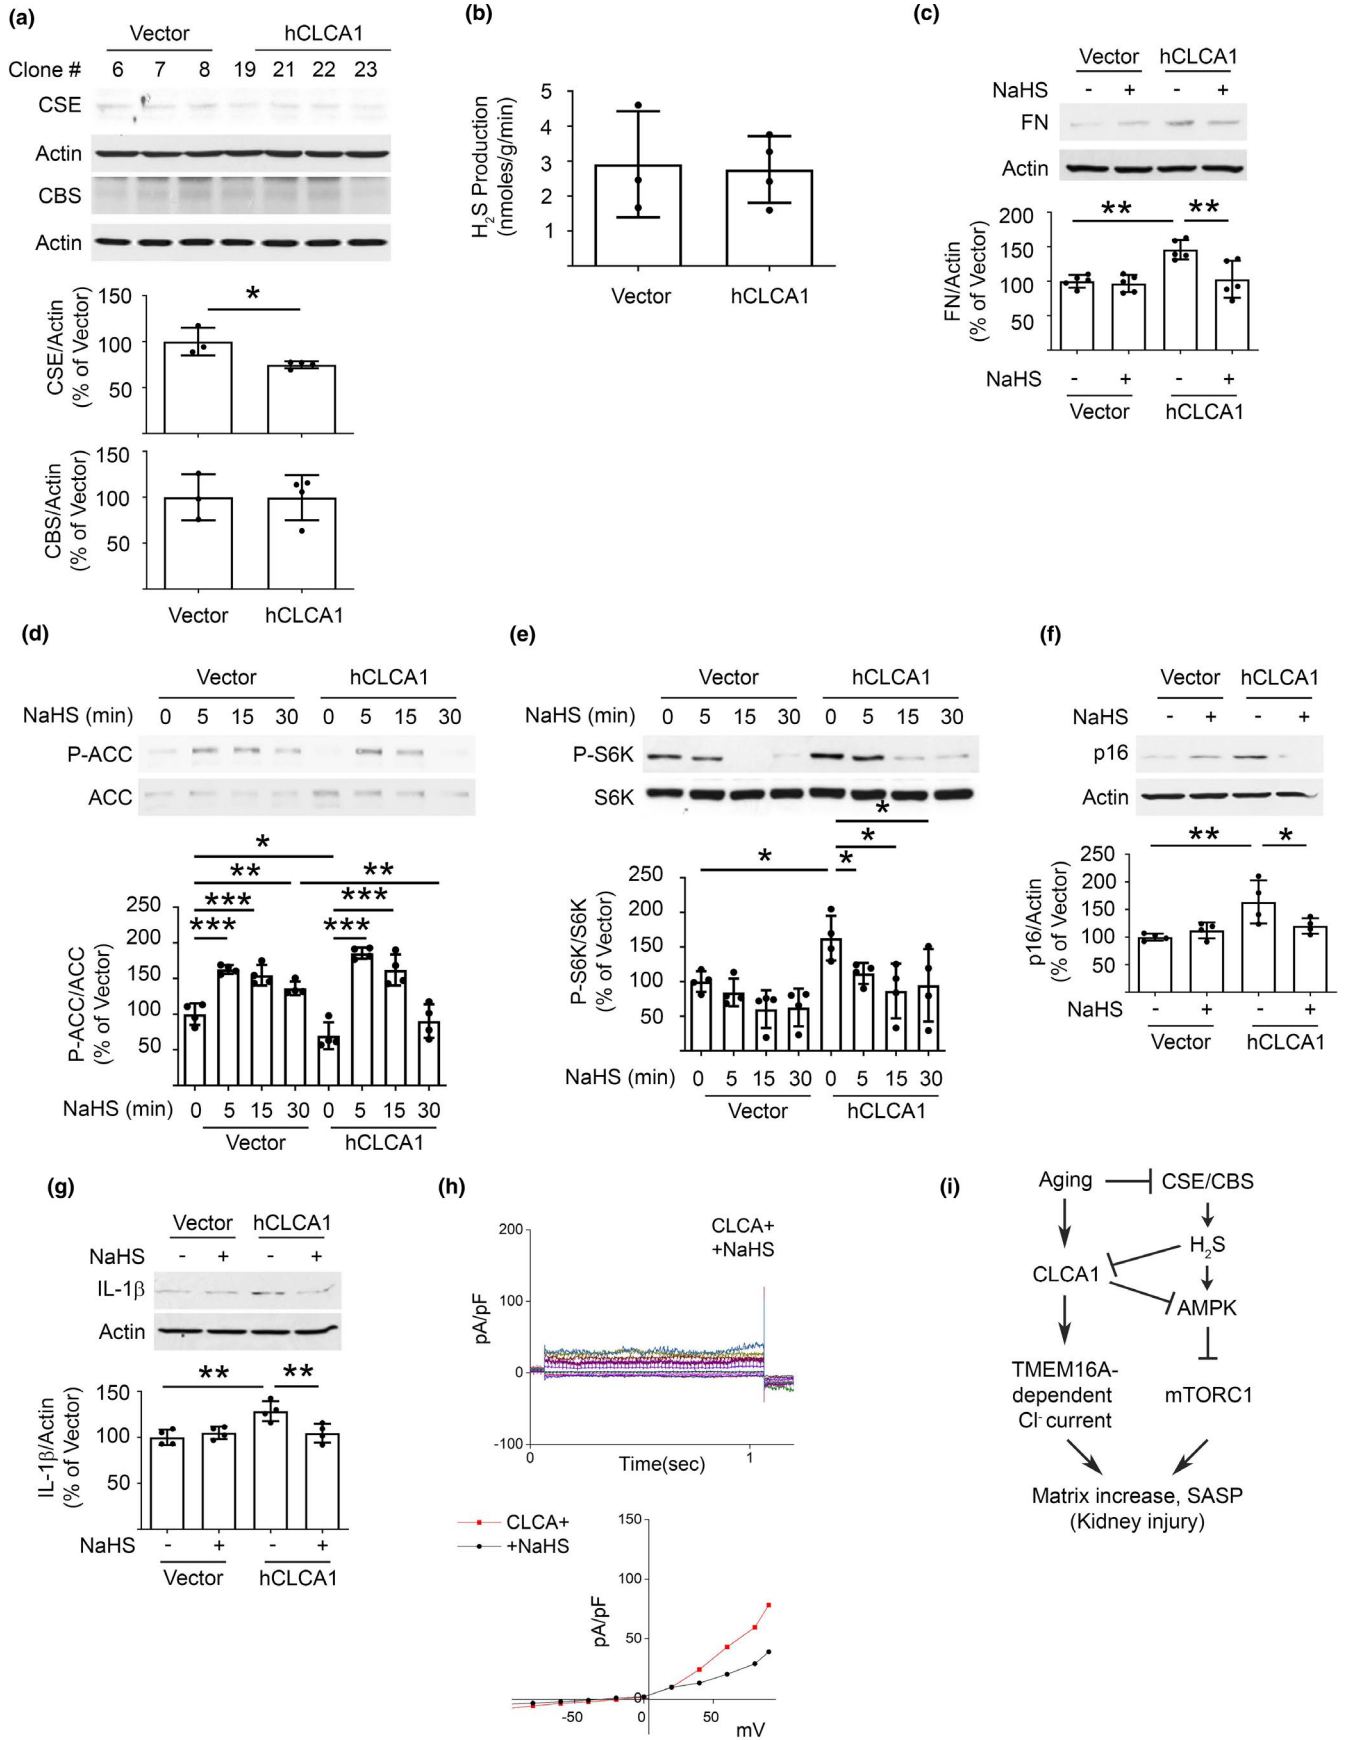 (a)
Vector hCLCA1
Clone # 6 7 8 19 21 22 23
CSE
Actin
CBS
Actin
CSE/Actin
(% of Vector)
150
100
50
*
CBS/Actin
(% of Vector)
150
100
50
Vector hCLCA1
(b)
H2S Production
(nmoles/g/min)
5
4
3
2
1
Vector hCLCA1
(c)
Vector hCLCA1
NaHS - + - +
FN
Actin
FN/Actin
(% of Vector)
200
150
100
50
** **
NaHS - + - +
Vector hCLCA1
(d)
Vector hCLCA1
NaHS (min) 0 5 15 30 0 5 15 30
P-ACC
ACC
*
** **
*** ***
*** ***
P-ACC/ACC
(% of Vector)
250
200
150
100
50
NaHS (min) 0 5 15 30 0 5 15 30
Vector hCLCA1
(e)
Vector hCLCA1
NaHS (min) 0 5 15 30 0 5 15 30
P-S6K
S6K
*
*
* *
P-S6K/S6K
(% of Vector)
250
200
150
100
50
NaHS (min) 0 5 15 30 0 5 15 30
Vector hCLCA1
(f)
Vector hCLCA1
NaHS - + - +
p16
Actin
** *
p16/Actin
(% of Vector)
250
200
150
100
50
NaHS - + - +
Vector hCLCA1
(g)
Vector hCLCA1
NaHS - + - +
IL-1β
Actin
** **
IL-1β/Actin
(% of Vector)
150
100
50
NaHS - + - +
Vector hCLCA1
(h)
CLCA+
+NaHS
pA/pF
200
100
0
-100
0 1
Time(sec)
CLCA+
+NaHS
pA/pF
150
100
50
0
-50 0 50
mV
(i)
Aging CSE/CBS
H2S
CLCA1
AMPK
TMEM16A-
dependent mTORC1
Cl- current
Matrix increase, SASP
(Kidney injury)